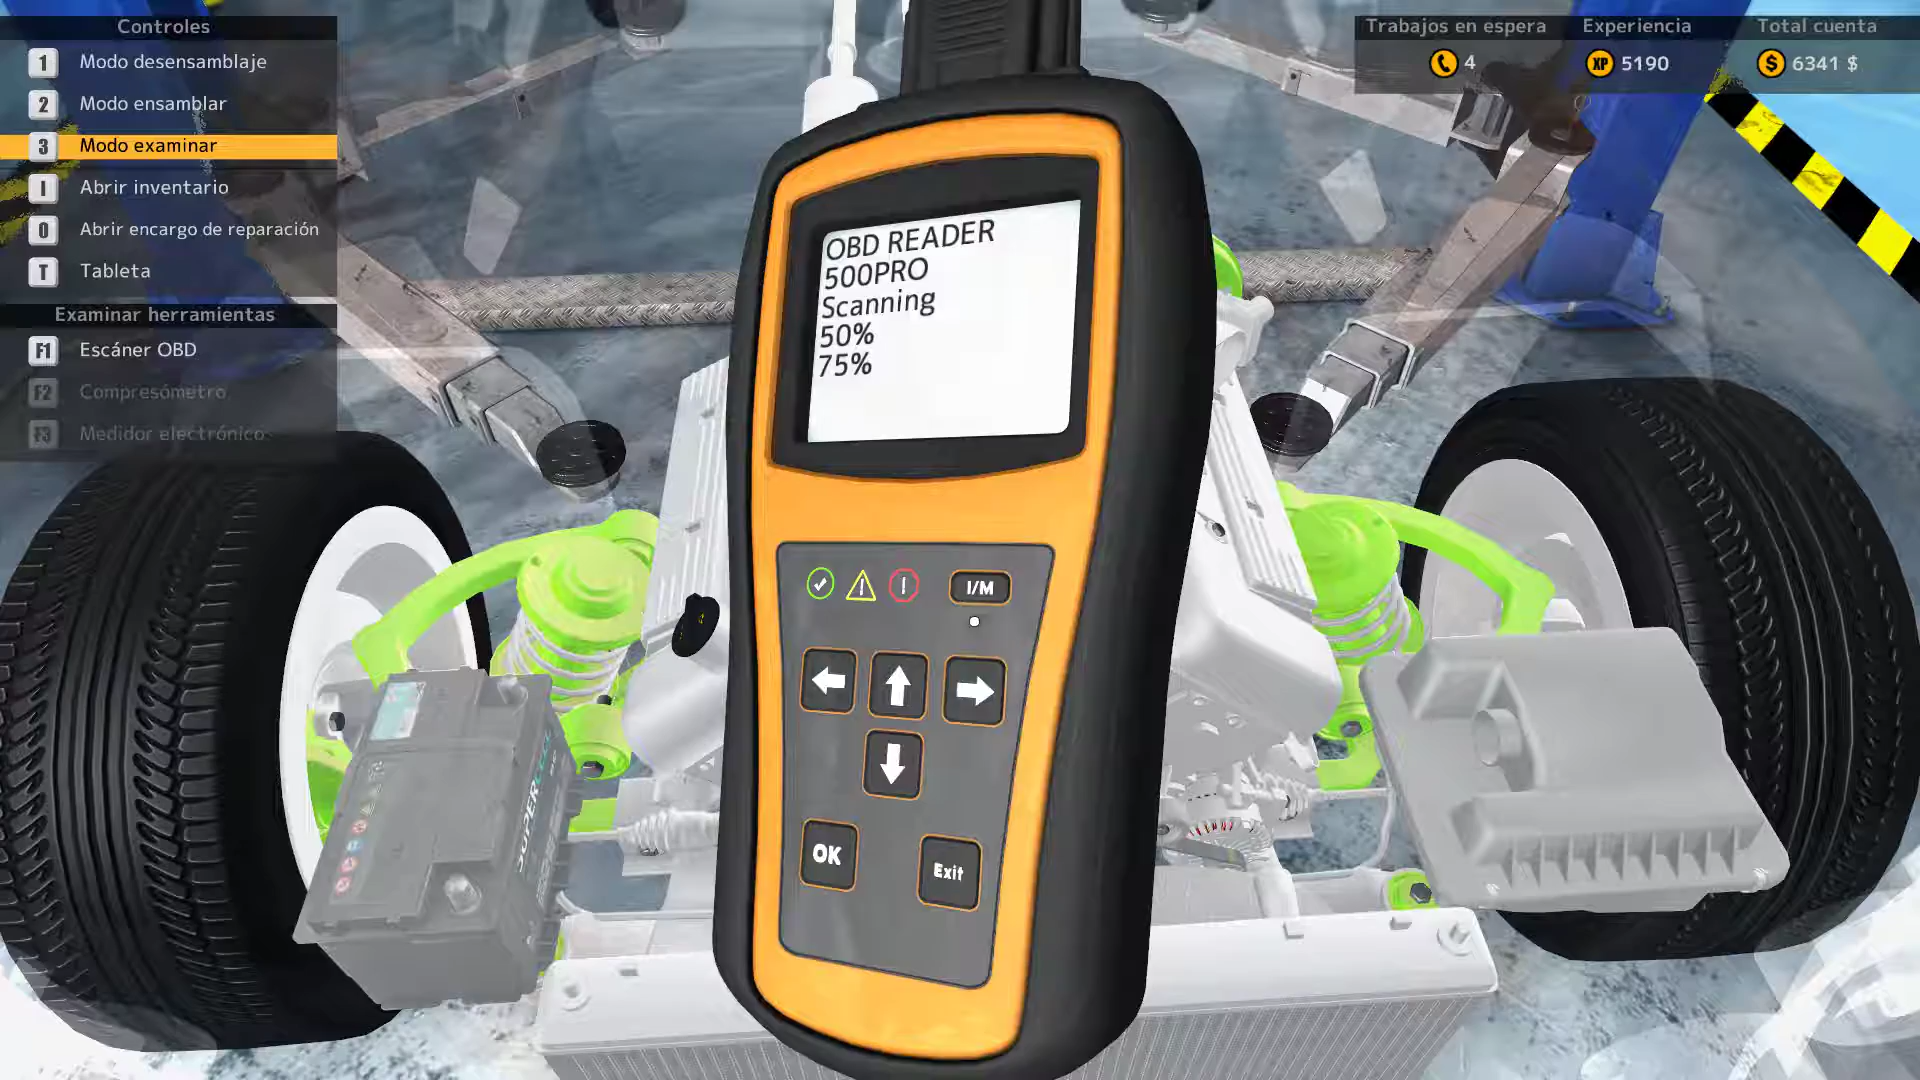 Controles
1 Modo desensamblaje
2 Modo ensamblar
3 Modo examinar
I Abrir inventario
O Abrir encargo de reparación
T Tableta
Examinar herramientas
F1 Escáner OBD
F2 Compresómetro
F3 Medidor electrónico
Trabajos en espera
4
Experiencia
XP 5190
Total cuenta
$ 6341 $
OBD READER
500PRO
Scanning
50%
75%
I/M
OK
Exit